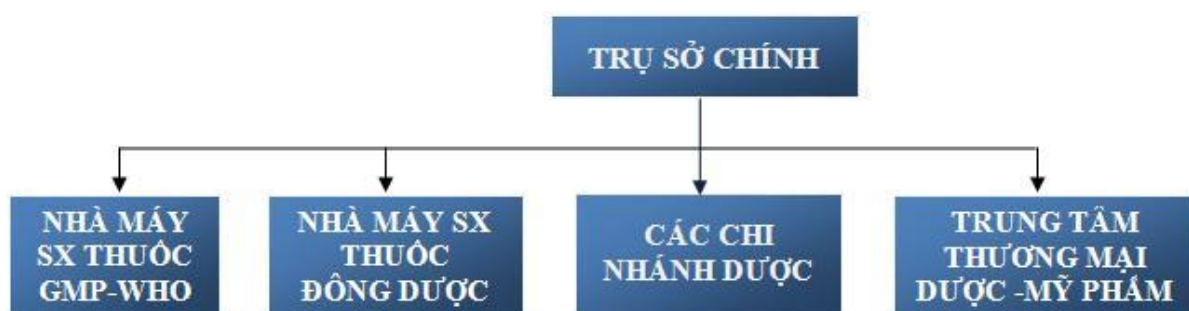 TRỤ SỞ CHÍNH
NHÀ MÁY
SX THUỐC
GMP-WHO
NHÀ MÁY SX
THUỐC
ĐÔNG DƯỢC
CÁC CHI
NHÁNH DƯỢC
TRUNG TÂM
THƯƠNG MẠI
DƯỢC -MỸ PHẨM